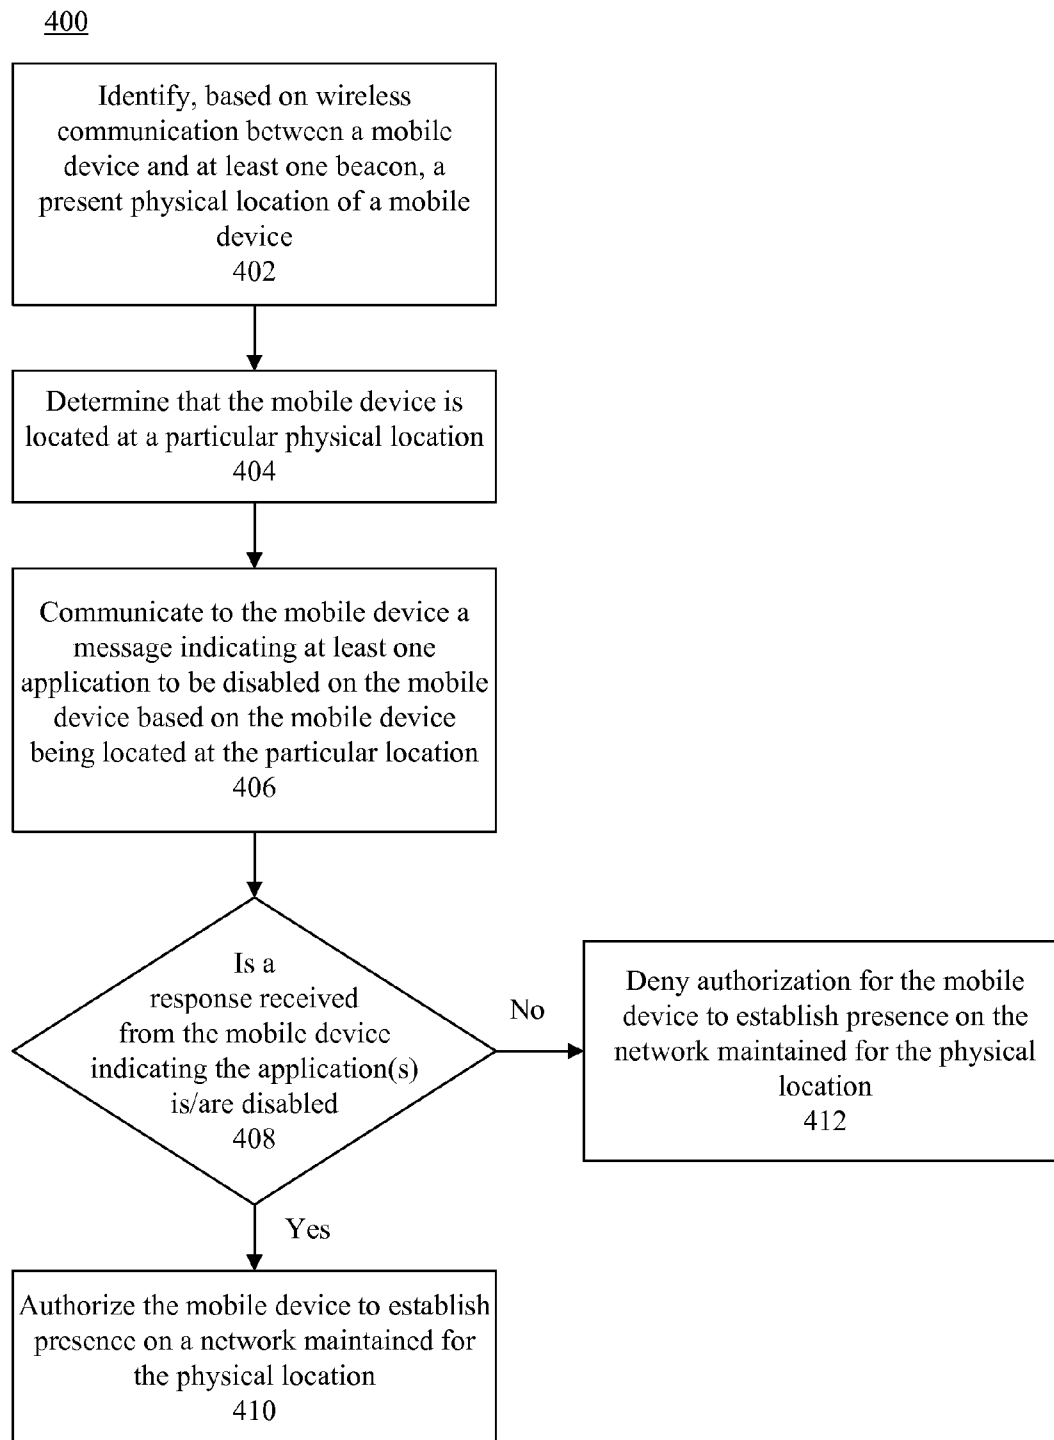 400
Identify, based on wireless
communication between a mobile
device and at least one beacon, a
present physical location of a mobile
device
402
Determine that the mobile device is
located at a particular physical location
404
Communicate to the mobile device a
message indicating at least one
application to be disabled on the mobile
device based on the mobile device
being located at the particular location
406
Is a
response received
from the mobile device
indicating the application(s)
is/are disabled
408
No
Deny authorization for the mobile
device to establish presence on the
network maintained for the physical
location
412
Yes
Authorize the mobile device to establish
presence on a network maintained for
the physical location
410